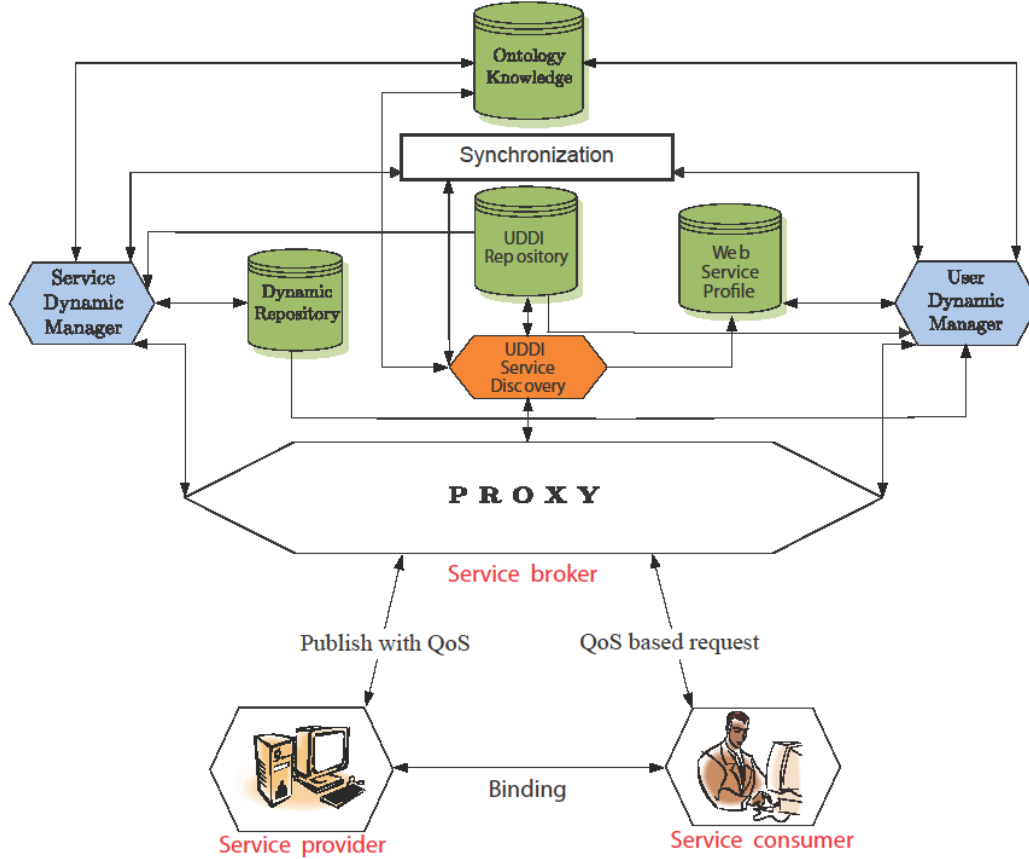 Ontology
Knowledge
Synchronization
UDDI
Repository
Web
Service
Profile
Service
Dynamic
Manager
Dynamic
Repository
User
Dynamic
Manager
UDDI
Service
Discovery
PROXY
Service broker
Publish with QoS
QoS based request
Binding
Service provider
Service consumer